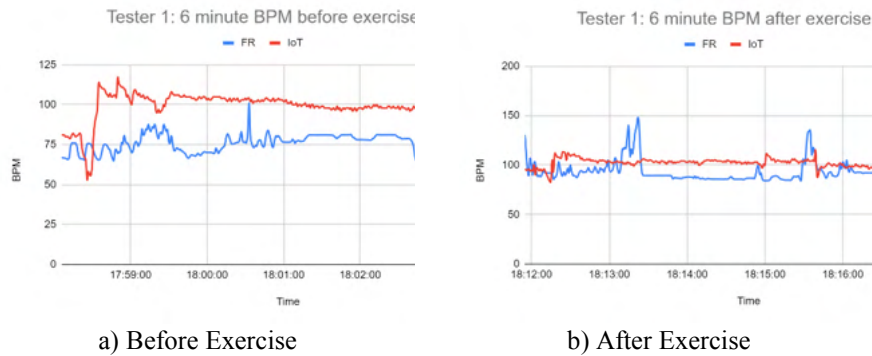 Tester 1: 6 minute BPM before exercise
FR IoT
125
100
75
50
25
0
BPM
17:59:00 18:00:00 18:01:00 18:02:00
Time
a) Before Exercise
Tester 1: 6 minute BPM after exercise
FR IoT
200
150
100
50
0
BPM
18:12:00 18:13:00 18:14:00 18:15:00 18:16:00
Time
b) After Exercise